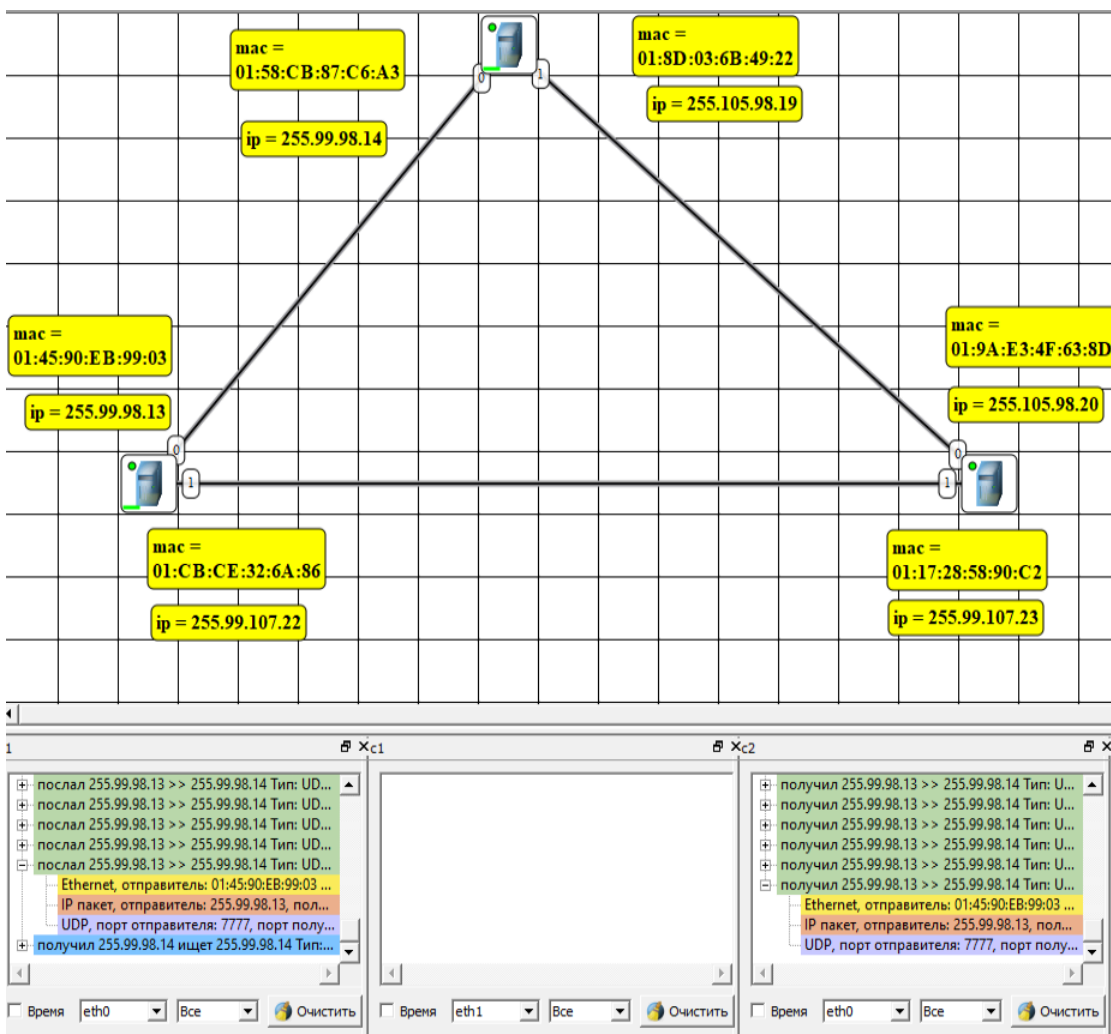 mac =
01:58:CB:87:C6:A3
ip = 255.99.98.14
mac =
01:8D:03:6B:49:22
ip = 255.105.98.19
0
1
mac =
01:45:90:EB:99:03
ip = 255.99.98.13
mac =
01:9A:E3:4F:63:8D
ip = 255.105.98.20
0
1
0
1
mac =
01:CB:CE:32:6A:86
ip = 255.99.107.22
mac =
01:17:28:58:90:C2
ip = 255.99.107.23
1
послал 255.99.98.13 >> 255.99.98.14 Тип: UD...
послал 255.99.98.13 >> 255.99.98.14 Тип: UD...
послал 255.99.98.13 >> 255.99.98.14 Тип: UD...
послал 255.99.98.13 >> 255.99.98.14 Тип: UD...
послал 255.99.98.13 >> 255.99.98.14 Тип: UD...
Ethernet, отправитель: 01:45:90:EB:99:03 ...
IP пакет, отправитель: 255.99.98.13, пол...
UDP, порт отправителя: 7777, порт полу...
получил 255.99.98.14 ищет 255.99.98.14 Тип:...
Время eth0 Все Очистить
c1
Время eth1 Все Очистить
c2
получил 255.99.98.13 >> 255.99.98.14 Тип: U...
получил 255.99.98.13 >> 255.99.98.14 Тип: U...
получил 255.99.98.13 >> 255.99.98.14 Тип: U...
получил 255.99.98.13 >> 255.99.98.14 Тип: U...
получил 255.99.98.13 >> 255.99.98.14 Тип: U...
получил 255.99.98.13 >> 255.99.98.14 Тип: U...
Ethernet, отправитель: 01:45:90:EB:99:03 ...
IP пакет, отправитель: 255.99.98.13, пол...
UDP, порт отправителя: 7777, порт полу...
Время eth0 Все Очистить